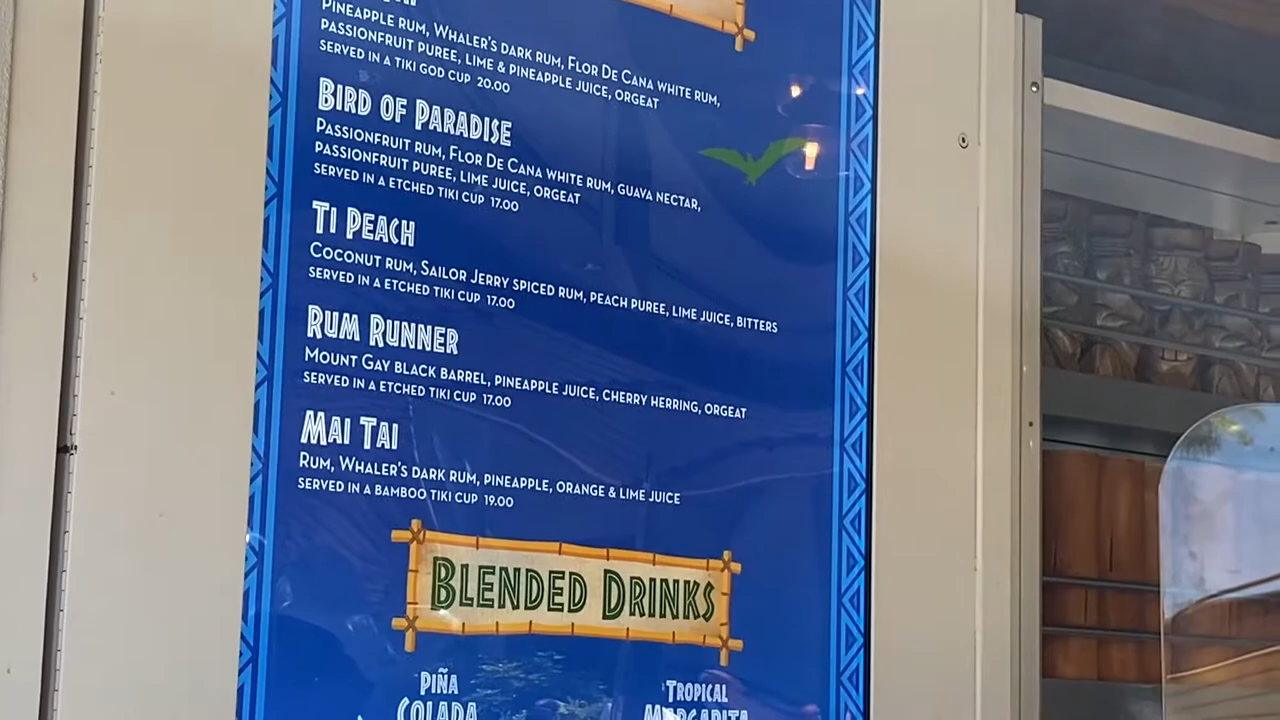 PINEAPPLE RUM, WHALER'S DARK RUM, FLOR DE CANA WHITE RUM,
PASSIONFRUIT PUREE, LIME & PINEAPPLE JUICE, ORGEAT
SERVED IN A TIKI GOD CUP 20.00
BIRD OF PARADISE
PASSIONFRUIT RUM, FLOR DE CANA WHITE RUM, GUAVA NECTAR,
PASSIONFRUIT PUREE, LIME JUICE, ORGEAT
SERVED IN A ETCHED TIKI CUP 17.00
TI PEACH
COCONUT RUM, SAILOR JERRY SPICED RUM, PEACH PUREE, LIME JUICE, BITTERS
SERVED IN A ETCHED TIKI CUP 17.00
RUM RUNNER
MOUNT GAY BLACK BARREL, PINEAPPLE JUICE, CHERRY HERRING, ORGEAT
SERVED IN A ETCHED TIKI CUP 17.00
MAI TAI
RUM, WHALER'S DARK RUM, PINEAPPLE, ORANGE & LIME JUICE
SERVED IN A BAMBOO TIKI CUP 19.00
BLENDED DRINKS
PIÑA
COLADA
TROPICAL
MARGARITA